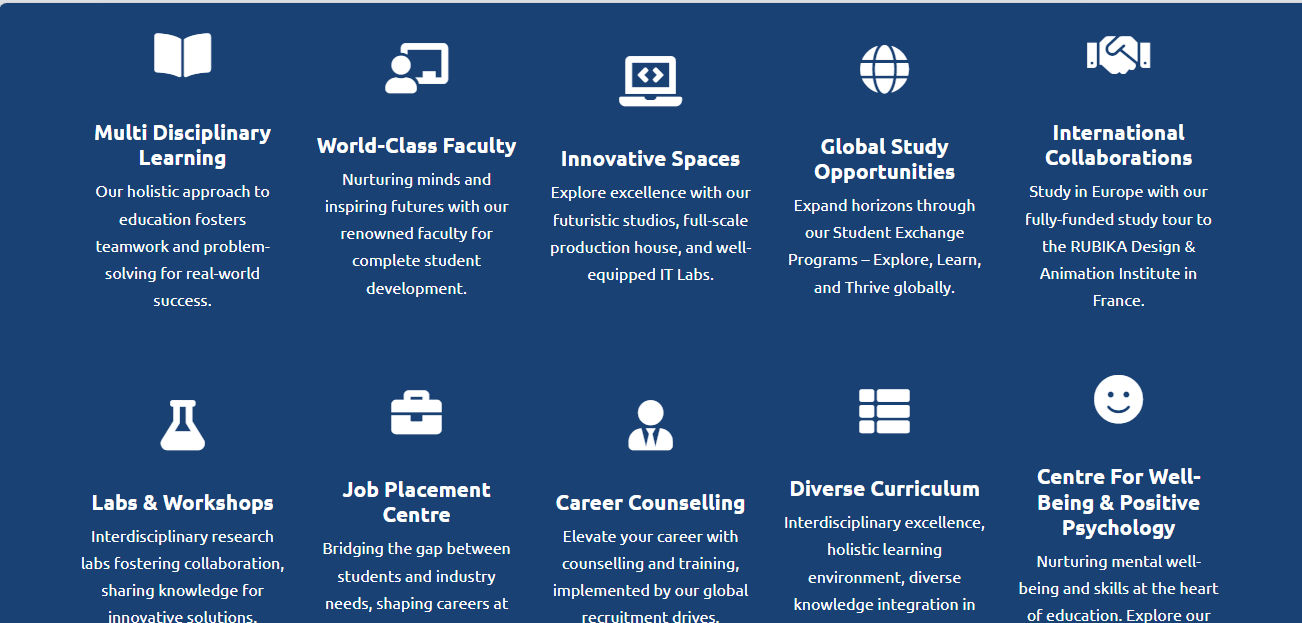 Multi Disciplinary
Learning
Our holistic approach to
education fosters
teamwork and problem-
solving for real-world
success.
World-Class Faculty
Nurturing minds and
inspiring futures with our
renowned faculty for
complete student
development.
Innovative Spaces
Explore excellence with our
futuristic studios, full-scale
production house, and well-
equipped IT Labs.
Global Study
Opportunities
Expand horizons through
our Student Exchange
Programs – Explore, Learn,
and Thrive globally.
International
Collaborations
Study in Europe with our
fully-funded study tour to
the RUBIKA Design &
Animation Institute in
France.
Labs & Workshops
Interdisciplinary research
labs fostering collaboration,
sharing knowledge for
innovative solutions.
Job Placement
Centre
Bridging the gap between
students and industry
needs, shaping careers at
Career Counselling
Elevate your career with
counselling and training,
implemented by our global
recruitment drives.
Diverse Curriculum
Interdisciplinary excellence,
holistic learning
environment, diverse
knowledge integration in
Centre For Well-
Being & Positive
Psychology
Nurturing mental well-
being and skills at the heart
of education. Explore our